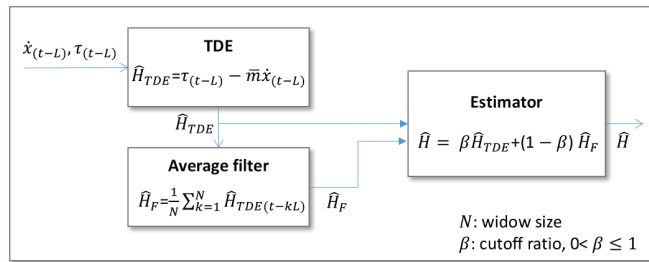 ẋ₍ₜ₋L₎, τ₍ₜ₋L₎
TDE
Ĥ_TDE=τ₍ₜ₋L₎ − m̅ẋ₍ₜ₋L₎
Ĥ_TDE
Average filter
Ĥ_F=1/N ∑ᴺₖ₌₁ Ĥ_TDE(t−kL)
Ĥ_F
Estimator
Ĥ = βĤ_TDE+(1 − β) Ĥ_F
Ĥ
N: widow size
β: cutoff ratio, 0< β ≤ 1